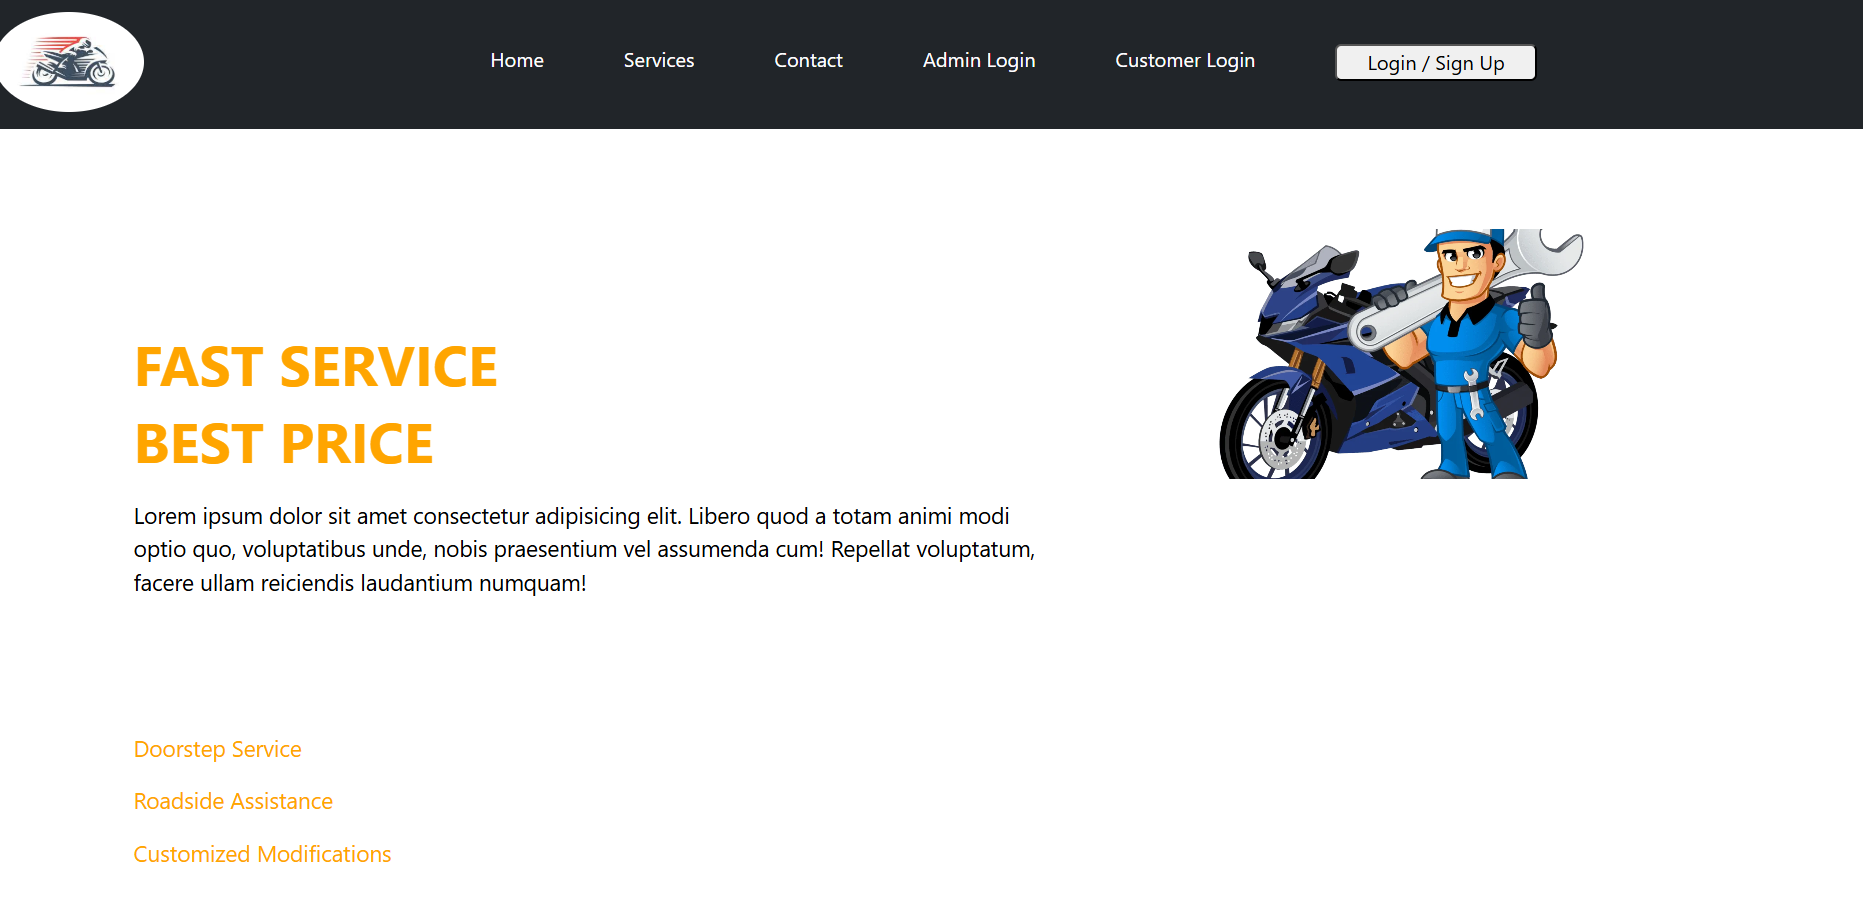 Home
Services
Contact
Admin Login
Customer Login
Login / Sign Up
FAST SERVICE
BEST PRICE
Lorem ipsum dolor sit amet consectetur adipisicing elit. Libero quod a totam animi modi
optio quo, voluptatibus unde, nobis praesentium vel assumenda cum! Repellat voluptatum,
facere ullam reiciendis laudantium numquam!
Doorstep Service
Roadside Assistance
Customized Modifications